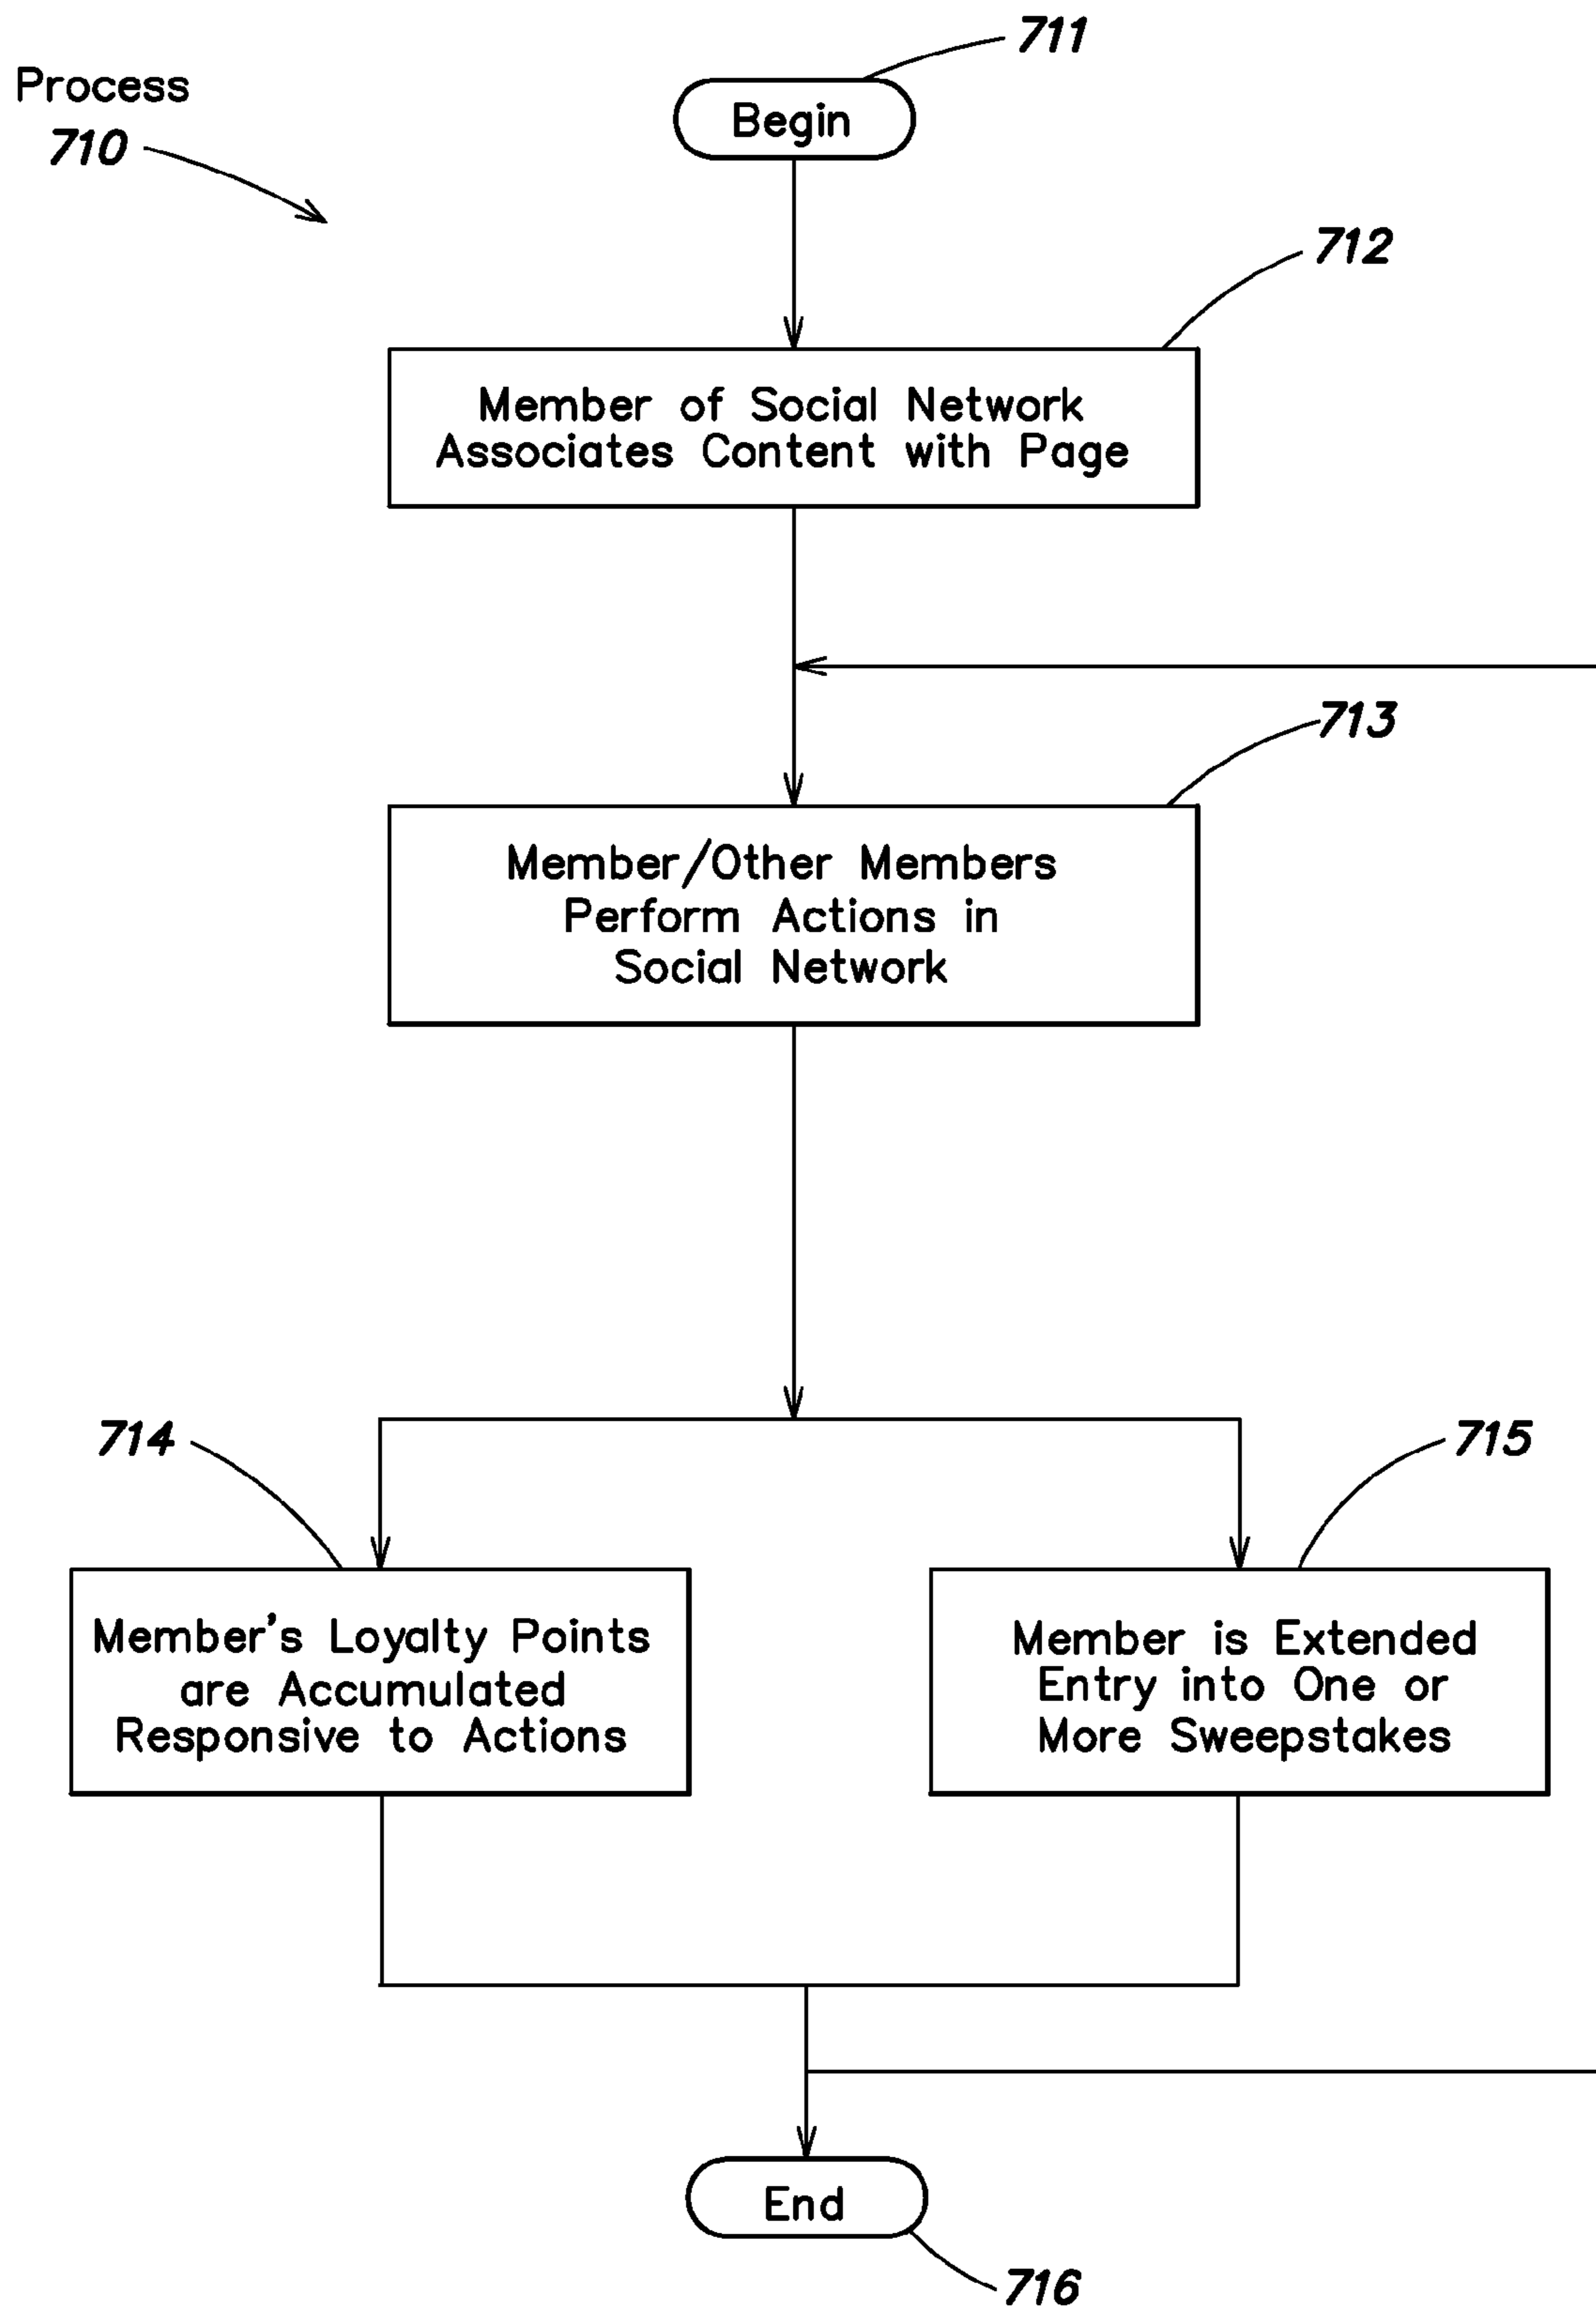 711
Process
710
Begin
712
Member of Social Network
Associates Content with Page
713
Member/Other Members
Perform Actions in
Social Network
714
715
Member's Loyalty Points
are Accumulated
Responsive to Actions
Member is Extended
Entry into One or
More Sweepstakes
End
716